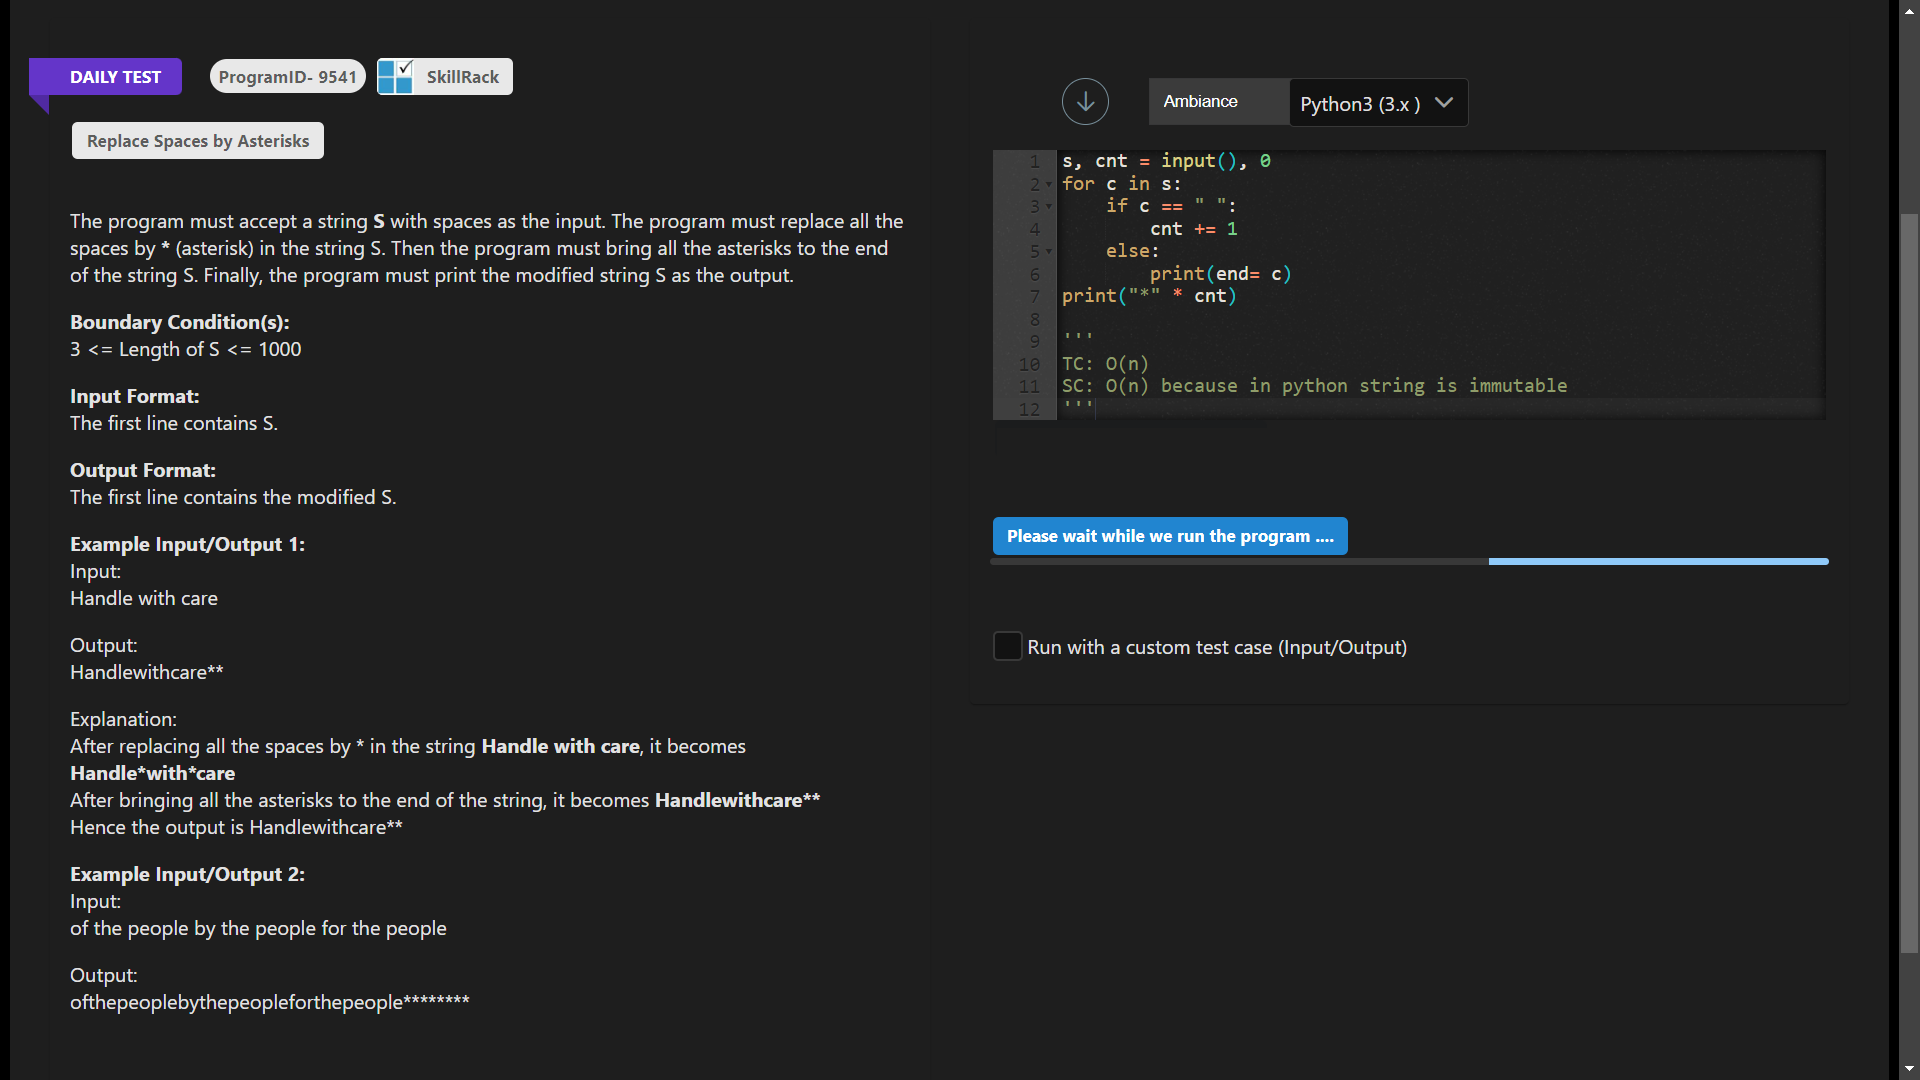 DAILY TEST
ProgramID- 9541
SkillRack
Replace Spaces by Asterisks
The program must accept a string S with spaces as the input. The program must replace all the
spaces by * (asterisk) in the string S. Then the program must bring all the asterisks to the end
of the string S. Finally, the program must print the modified string S as the output.
Boundary Condition(s):
3 <= Length of S <= 1000
Input Format:
The first line contains S.
Output Format:
The first line contains the modified S.
Example Input/Output 1:
Input:
Handle with care
Output:
Handlewithcare**
Explanation:
After replacing all the spaces by * in the string Handle with care, it becomes
Handle*with*care
After bringing all the asterisks to the end of the string, it becomes Handlewithcare**
Hence the output is Handlewithcare**
Example Input/Output 2:
Input:
of the people by the people for the people
Output:
ofthepeoplebythepeopleforthepeople********
Ambiance
Python3 (3.x )
1 s, cnt = input(), 0
2 for c in s:
3     if c == " ":
4         cnt += 1
5     else:
6         print(end= c)
7 print("*" * cnt)
8
9 '''
10 TC: O(n)
11 SC: O(n) because in python string is immutable
12 '''
Please wait while we run the program ....
Run with a custom test case (Input/Output)